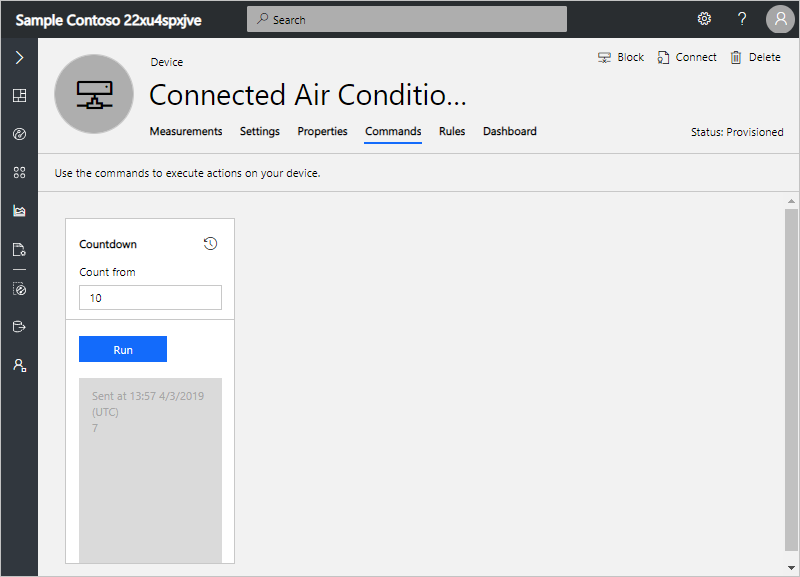 Sample Contoso 22xu4spxjve
Search
?
Device
Block
Connect
Delete
Connected Air Conditio...
Measurements
Settings
Properties
Commands
Rules
Dashboard
Status: Provisioned
Use the commands to execute actions on your device.
Countdown
Count from
10
Run
Sent at 13:57 4/3/2019
(UTC)
7